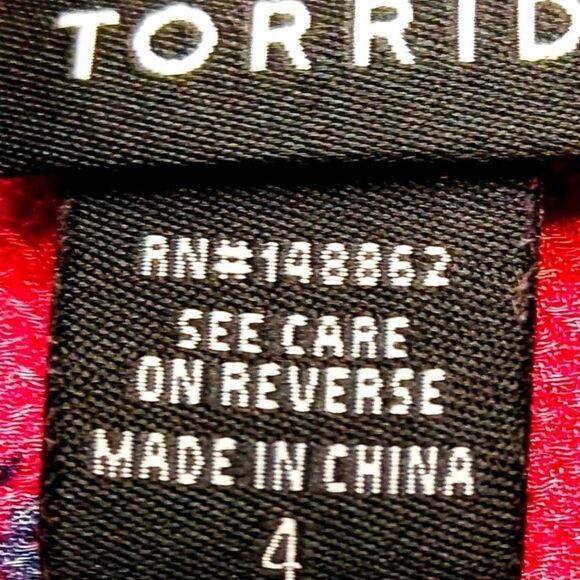 TORRID
RN#148862
SEE CARE
ON REVERSE
MADE IN CHINA
4